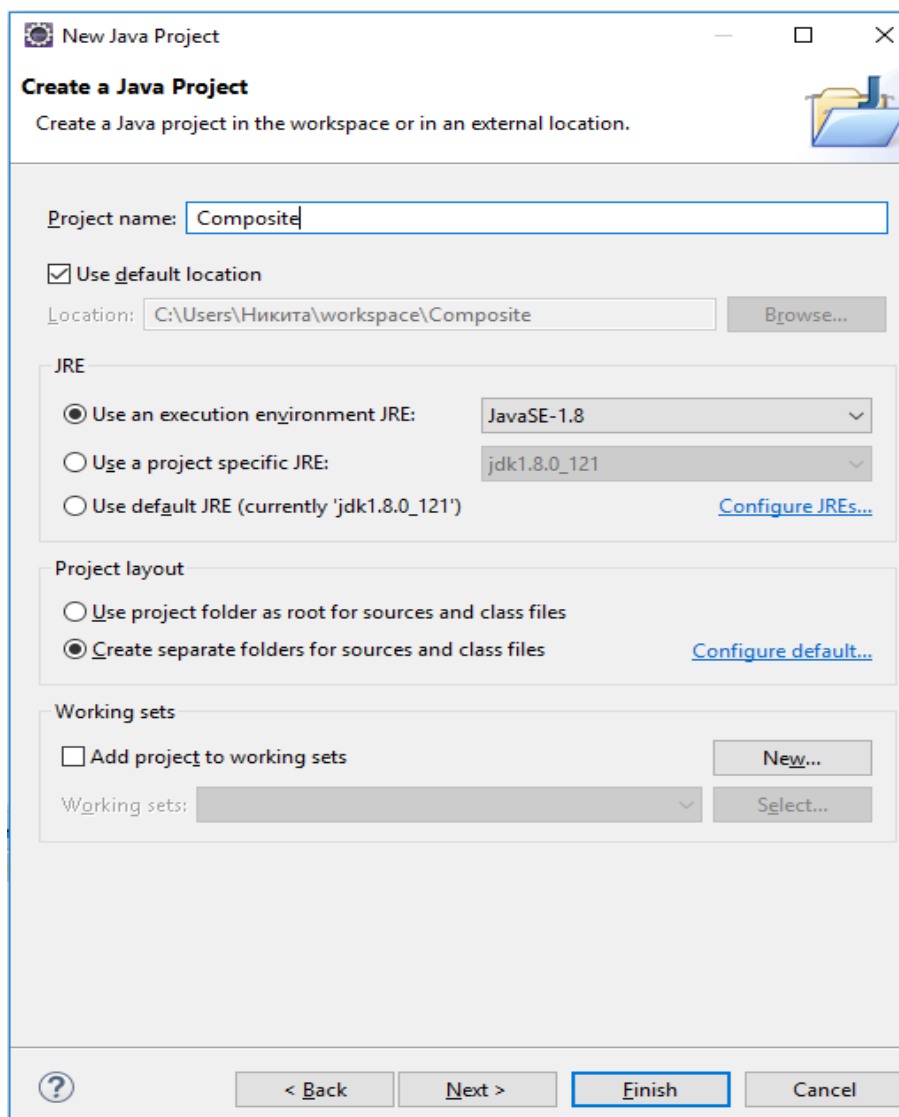 New Java Project
Create a Java Project
Create a Java project in the workspace or in an external location.
Project name: Composite
Use default location
Location: C:\Users\Никита\workspace\Composite Browse...
JRE
Use an execution environment JRE: JavaSE-1.8
Use a project specific JRE: jdk1.8.0_121
Use default JRE (currently 'jdk1.8.0_121') Configure JREs...
Project layout
Use project folder as root for sources and class files
Create separate folders for sources and class files Configure default...
Working sets
Add project to working sets New...
Working sets: Select...
? < Back Next > Finish Cancel